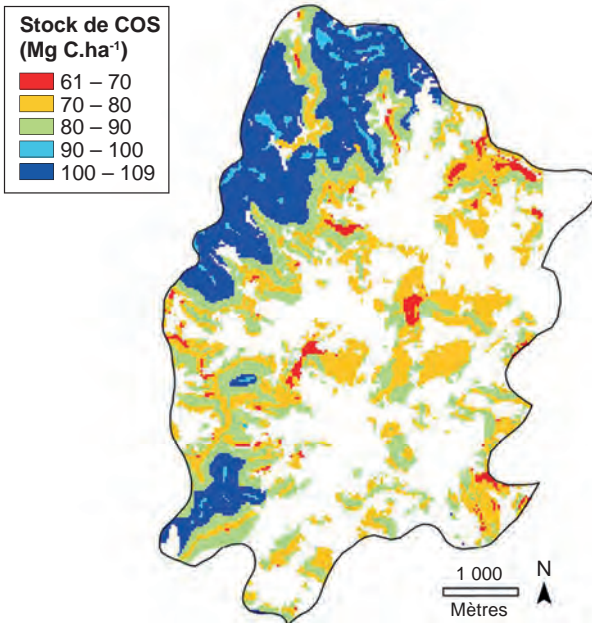 Stock de COS
(Mg C.ha⁻¹)
61 – 70
70 – 80
80 – 90
90 – 100
100 – 109
1 000
N
Mètres